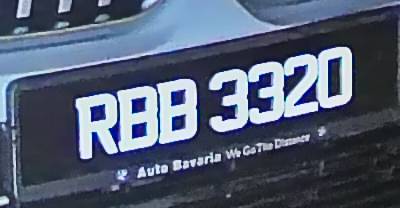 RBB 3320
Auto Bavaria We Go The Distance